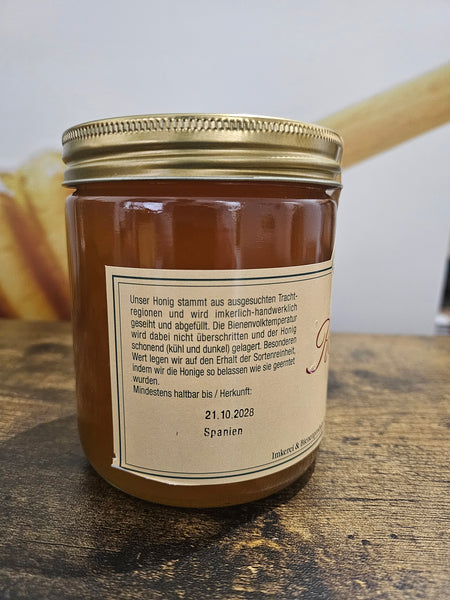 Unser Honig stammt aus ausgesuchten Tracht-
regionen und wird imkerlich-handwerklich
geseiht und abgefüllt. Die Bienenvolktemperatur
wird dabei nicht überschritten und der Honig
schonend (kühl und dunkel) gelagert. Besonderen
Wert legen wir auf den Erhalt der Sortenreinheit,
indem wir die Honige so belassen wie sie geerntet
wurden.
Mindestens haltbar bis / Herkunft:
21.10.2028
Spanien
Imkerei &